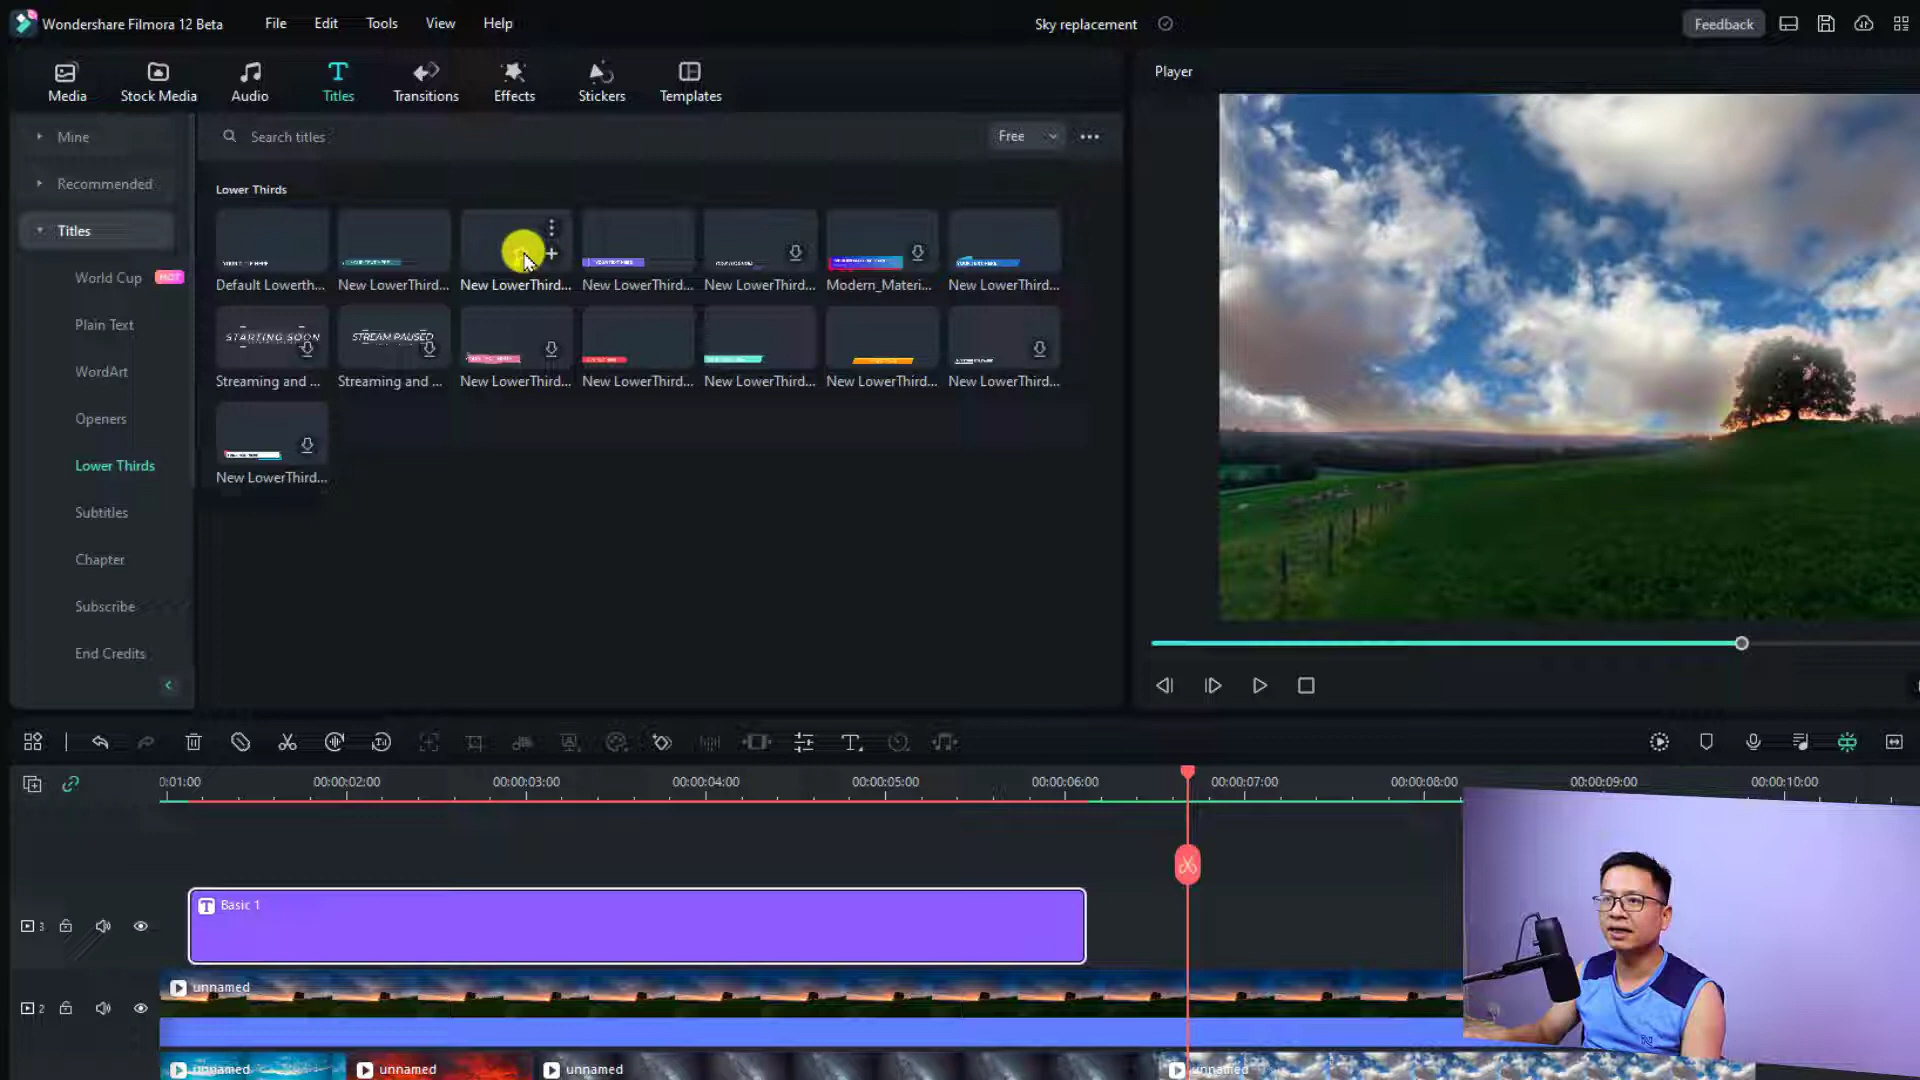 Wondershare Filmora 12 Beta
File Edit Tools View Help
Sky replacement
Feedback
Media Stock Media Audio Titles Transitions Effects Stickers Templates
Player
Mine
Recommended
Titles
World Cup HOT
Plain Text
WordArt
Openers
Lower Thirds
Subtitles
Chapter
Subscribe
End Credits
Search titles
Free
Lower Thirds
Default Lowerth... New LowerThird... New LowerThird... New LowerThird... New LowerThird... Modern_Materi... New LowerThird...
STARTING SOON STREAM PAUSED
Streaming and ... Streaming and ... New LowerThird... New LowerThird... New LowerThird... New LowerThird... New LowerThird...
New LowerThird...
0:01:00 00:00:02:00 00:00:03:00 00:00:04:00 00:00:05:00 00:00:06:00 00:00:07:00 00:00:08:00 00:00:09:00 00:00:10:00
3
Basic 1
2
unnamed
unnamed unnamed unnamed unnamed